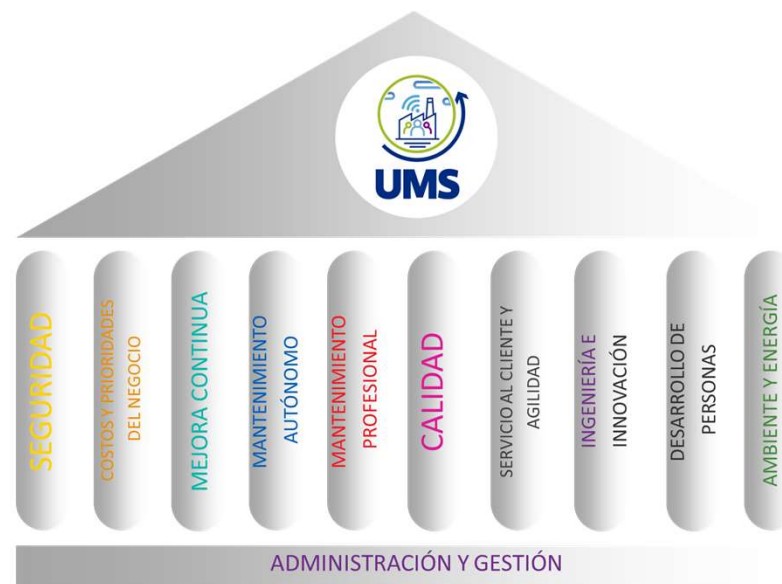 UMS
SEGURIDAD
COSTOS Y PRIORIDADES
DEL NEGOCIO
MEJORA CONTINUA
MANTENIMIENTO
AUTÓNOMO
MANTENIMIENTO
PROFESIONAL
CALIDAD
SERVICIO AL CLIENTE Y
AGILIDAD
INGENIERÍA E
INNOVACIÓN
DESARROLLO DE
PERSONAS
AMBIENTE Y ENERGÍA
ADMINISTRACIÓN Y GESTIÓN